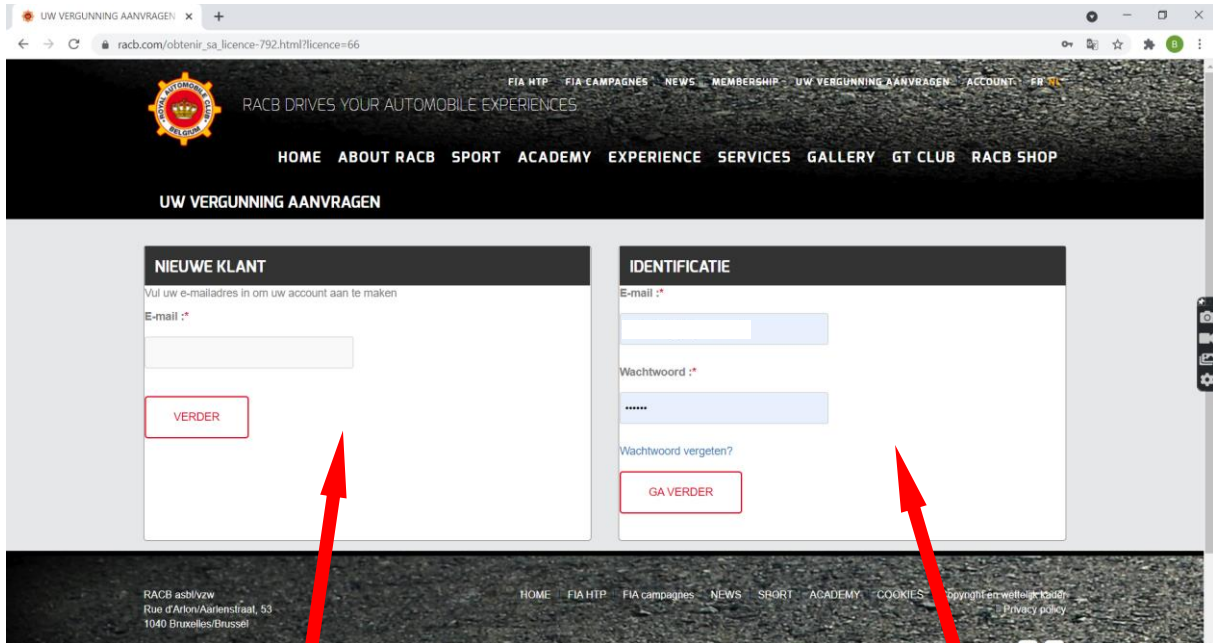 UW VERGUNNING AANVRAGEN
racb.com/obtenir_sa_licence-792.html?licence=66
B
FIA HTP FIA CAMPAGNES NEWS MEMBERSHIP UW VERGUNNING AANVRAGEN ACCOUNT FR NL
ROYAL AUTOMOBILE CLUB BELGIUM
RACB DRIVES YOUR AUTOMOBILE EXPERIENCES
HOME ABOUT RACB SPORT ACADEMY EXPERIENCE SERVICES GALLERY GT CLUB RACB SHOP
UW VERGUNNING AANVRAGEN
NIEUWE KLANT
Vul uw e-mailadres in om uw account aan te maken
E-mail :*
VERDER
IDENTIFICATIE
E-mail :*
Wachtwoord :*
••••••
Wachtwoord vergeten?
GA VERDER
RACB asbl/vzw
Rue d'Arlon/Aarlenstraat, 53
1040 Bruxelles/Brussel
HOME FIA HTP FIA campagnes NEWS SPORT ACADEMY COOKIES Copyright en wettelijk kader
Privacy policy